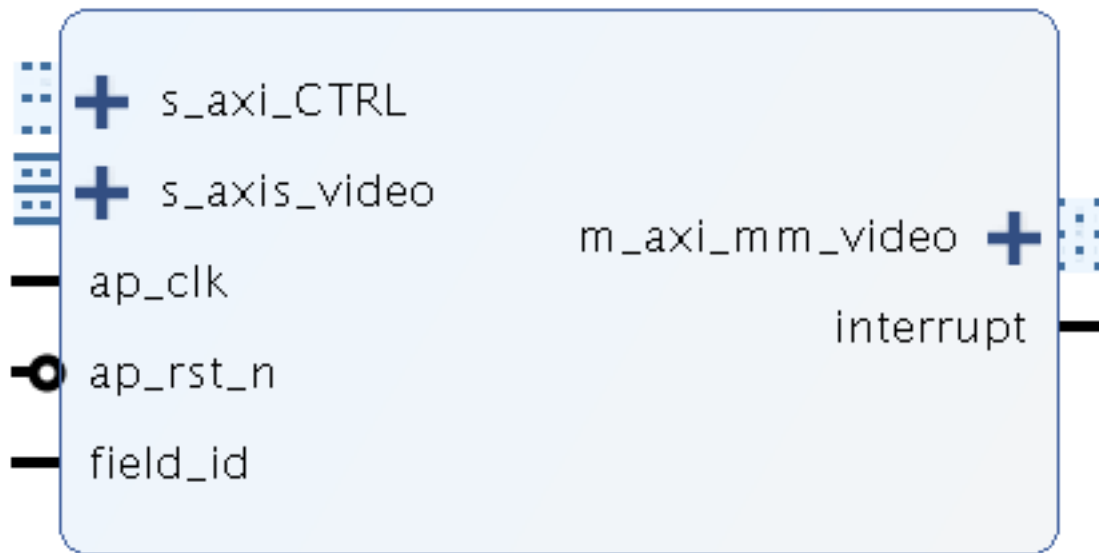 s_axi_CTRL
s_axis_video
ap_clk
ap_rst_n
field_id
m_axi_mm_video
interrupt